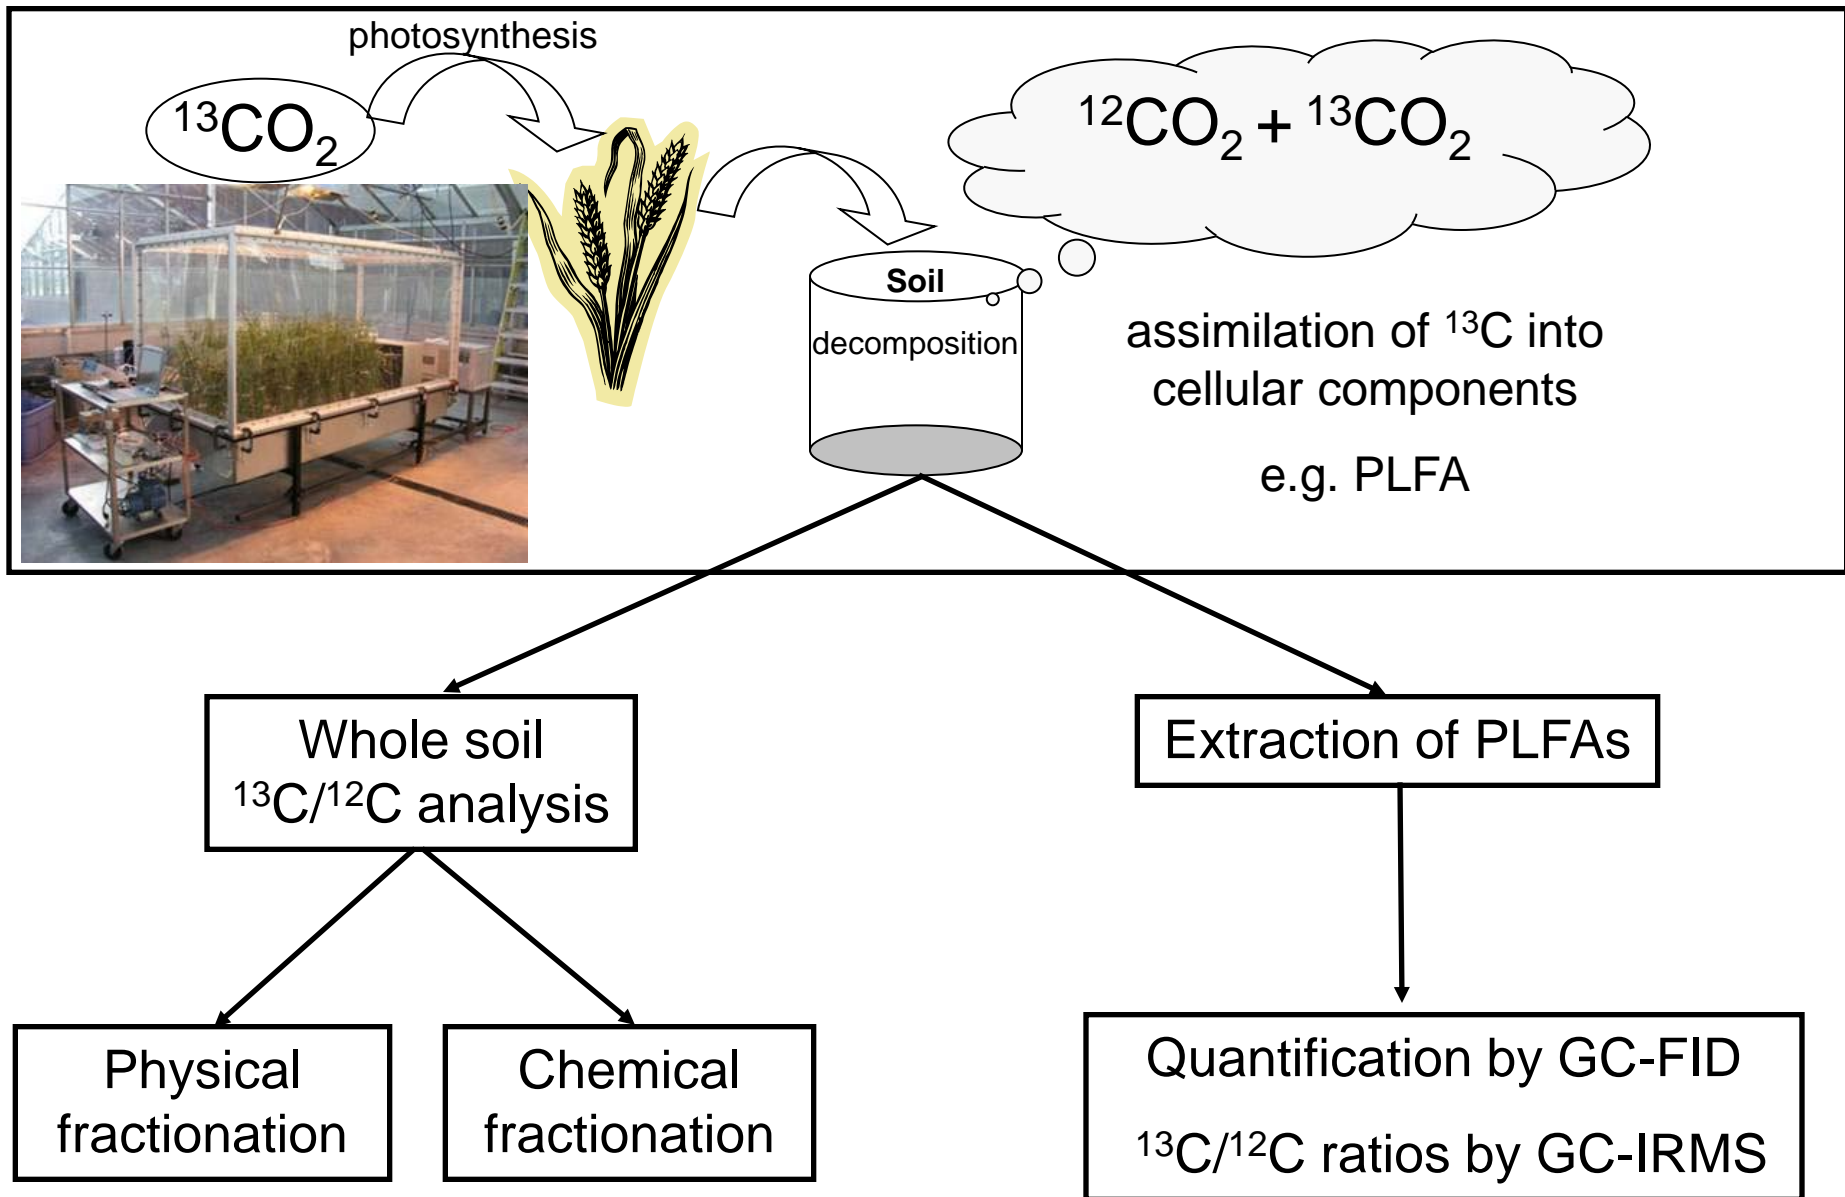 photosynthesis
¹³CO₂
¹²CO₂ + ¹³CO₂
Soil
decomposition
assimilation of ¹³C into
cellular components
e.g. PLFA
Whole soil
¹³C/¹²C analysis
Extraction of PLFAs
Physical
fractionation
Chemical
fractionation
Quantification by GC-FID
¹³C/¹²C ratios by GC-IRMS